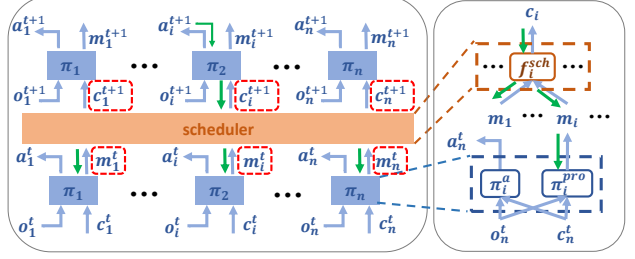 a_1^{t+1} m_1^{t+1} a_i^{t+1} m_i^{t+1} a_n^{t+1} m_n^{t+1}
π_1 ••• π_2 ••• π_n
o_1^{t+1} c_1^{t+1} o_i^{t+1} c_i^{t+1} o_n^{t+1} c_n^{t+1}
scheduler
a_1^t m_1^t a_i^t m_i^t a_n^t m_n^t
π_1 ••• π_2 ••• π_n
o_1^t c_1^t o_i^t c_i^t o_n^t c_n^t
c_i
••• f_i^{sch} •••
m_1 ••• m_i •••
a_n^t
π_i^a π_i^{pro}
o_n^t c_n^t